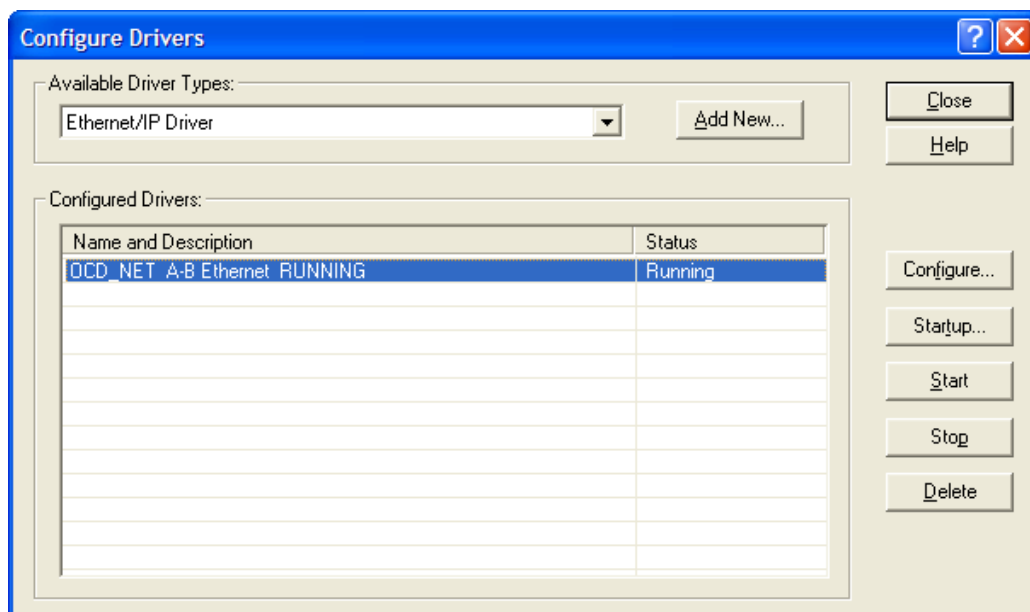 Configure Drivers
Available Driver Types:
Ethernet/IP Driver
Add New...
Close
Help
Configured Drivers:
Name and Description Status
OCD_NET A-B Ethernet RUNNING Running
Configure...
Startup...
Start
Stop
Delete